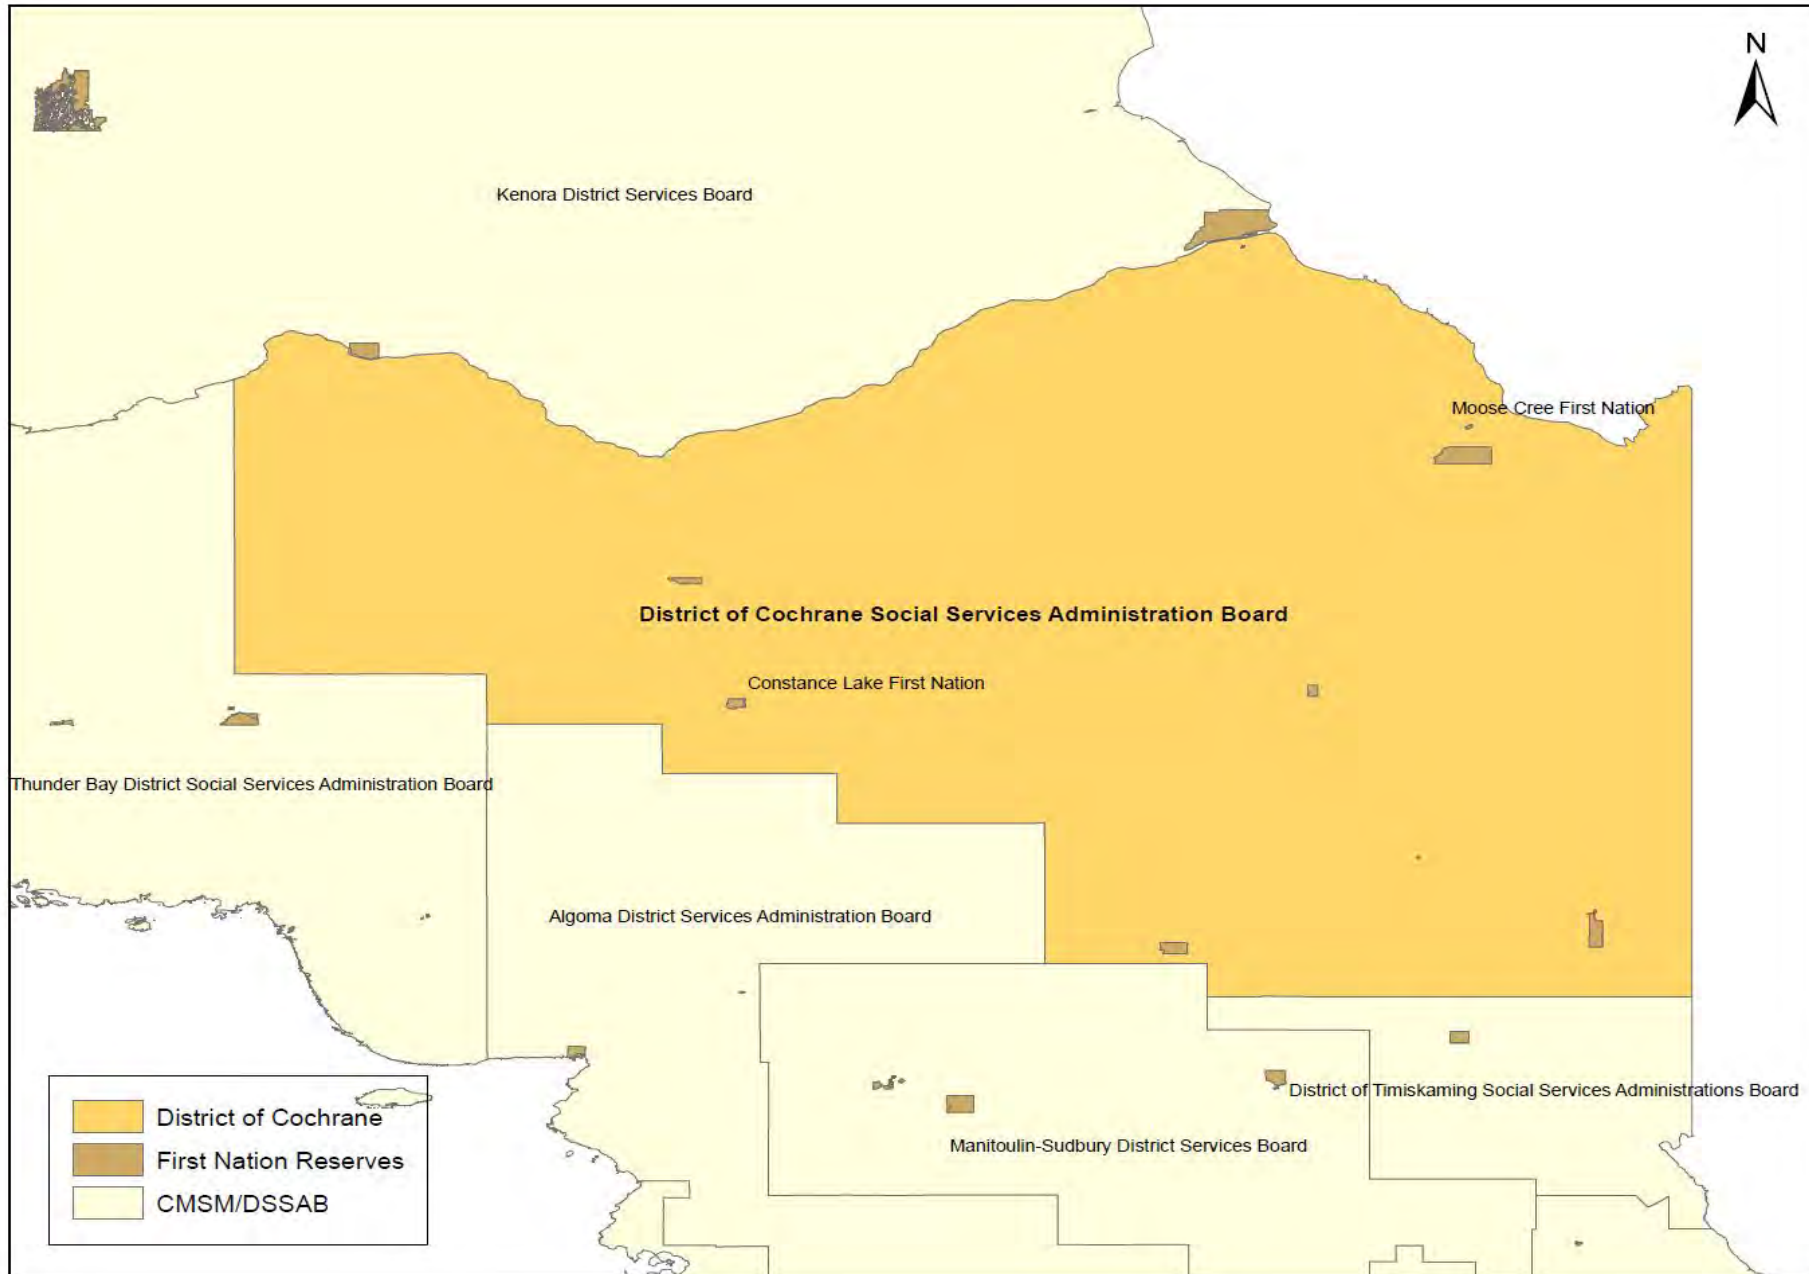 N
Kenora District Services Board
Moose Cree First Nation
District of Cochrane Social Services Administration Board
Constance Lake First Nation
Thunder Bay District Social Services Administration Board
Algoma District Services Administration Board
District of Timiskaming Social Services Administrations Board
Manitoulin-Sudbury District Services Board
District of Cochrane
First Nation Reserves
CMSM/DSSAB